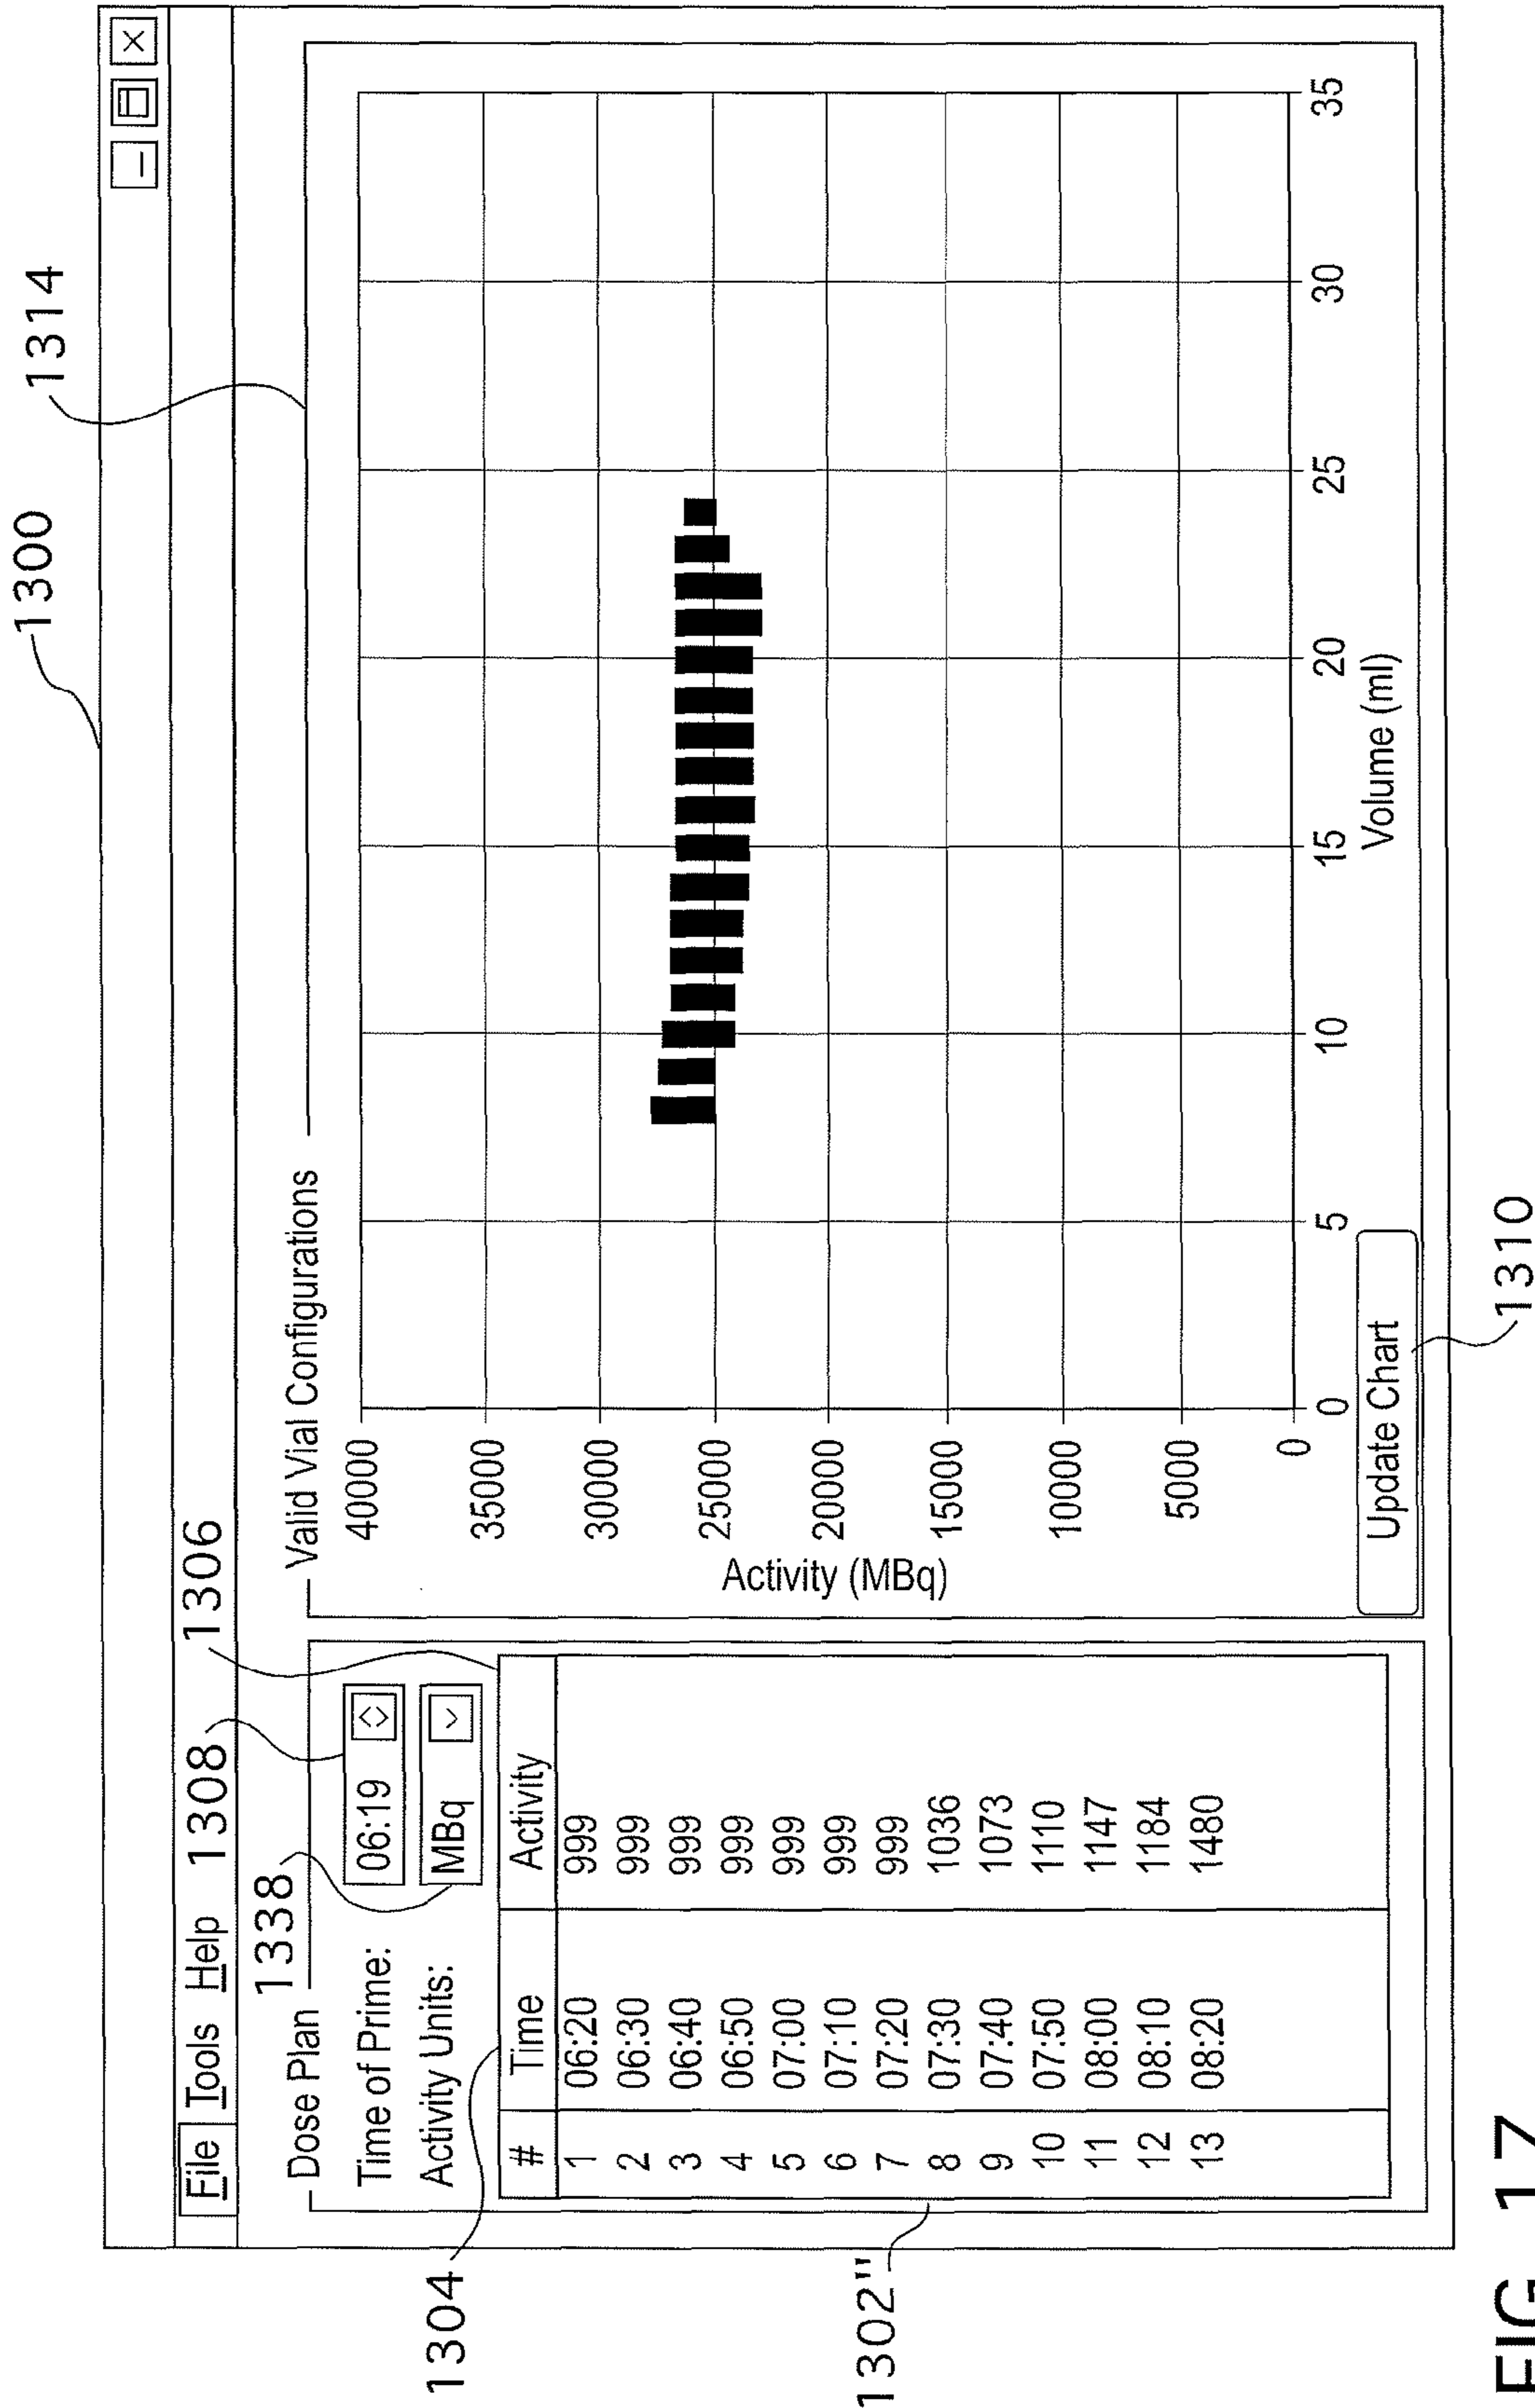 1300
1314
File Tools Help
1308
1306
1338
Dose Plan
Time of Prime: 06:19
Activity Units: MBq
1304
# Time Activity
1 06:20 999
2 06:30 999
3 06:40 999
4 06:50 999
5 07:00 999
6 07:10 999
7 07:20 999
8 07:30 1036
9 07:40 1073
10 07:50 1110
11 08:00 1147
12 08:10 1184
13 08:20 1480
1302"
Valid Vial Configurations
40000
35000
30000
25000
20000
15000
10000
5000
0
Activity (MBq)
0 5 10 15 20 25 30 35
Volume (ml)
Update Chart
1310
FIG. 17